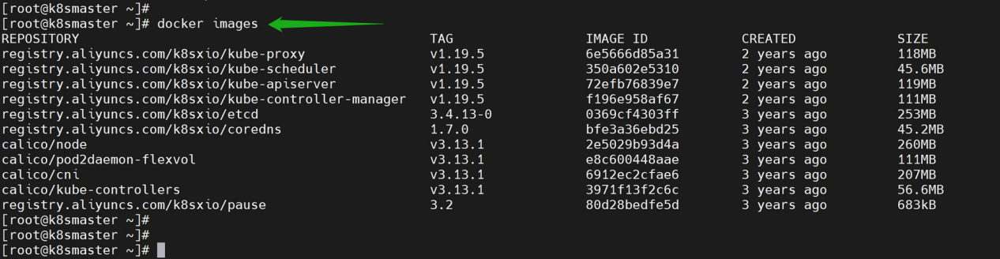 [root@k8smaster ~]#
[root@k8smaster ~]# docker images
REPOSITORY TAG IMAGE ID CREATED SIZE
registry.aliyuncs.com/k8sxio/kube-proxy v1.19.5 6e5666d85a31 2 years ago 118MB
registry.aliyuncs.com/k8sxio/kube-scheduler v1.19.5 350a602e5310 2 years ago 45.6MB
registry.aliyuncs.com/k8sxio/kube-apiserver v1.19.5 72efb76839e7 2 years ago 119MB
registry.aliyuncs.com/k8sxio/kube-controller-manager v1.19.5 f196e958af67 2 years ago 111MB
registry.aliyuncs.com/k8sxio/etcd 3.4.13-0 0369cf4303ff 3 years ago 253MB
registry.aliyuncs.com/k8sxio/coredns 1.7.0 bfe3a36ebd25 3 years ago 45.2MB
calico/node v3.13.1 2e5029b93d4a 3 years ago 260MB
calico/pod2daemon-flexvol v3.13.1 e8c600448aae 3 years ago 111MB
calico/cni v3.13.1 6912ec2cfae6 3 years ago 207MB
calico/kube-controllers v3.13.1 3971f13f2c6c 3 years ago 56.6MB
registry.aliyuncs.com/k8sxio/pause 3.2 80d28bedfe5d 3 years ago 683kB
[root@k8smaster ~]#
[root@k8smaster ~]#
[root@k8smaster ~]#